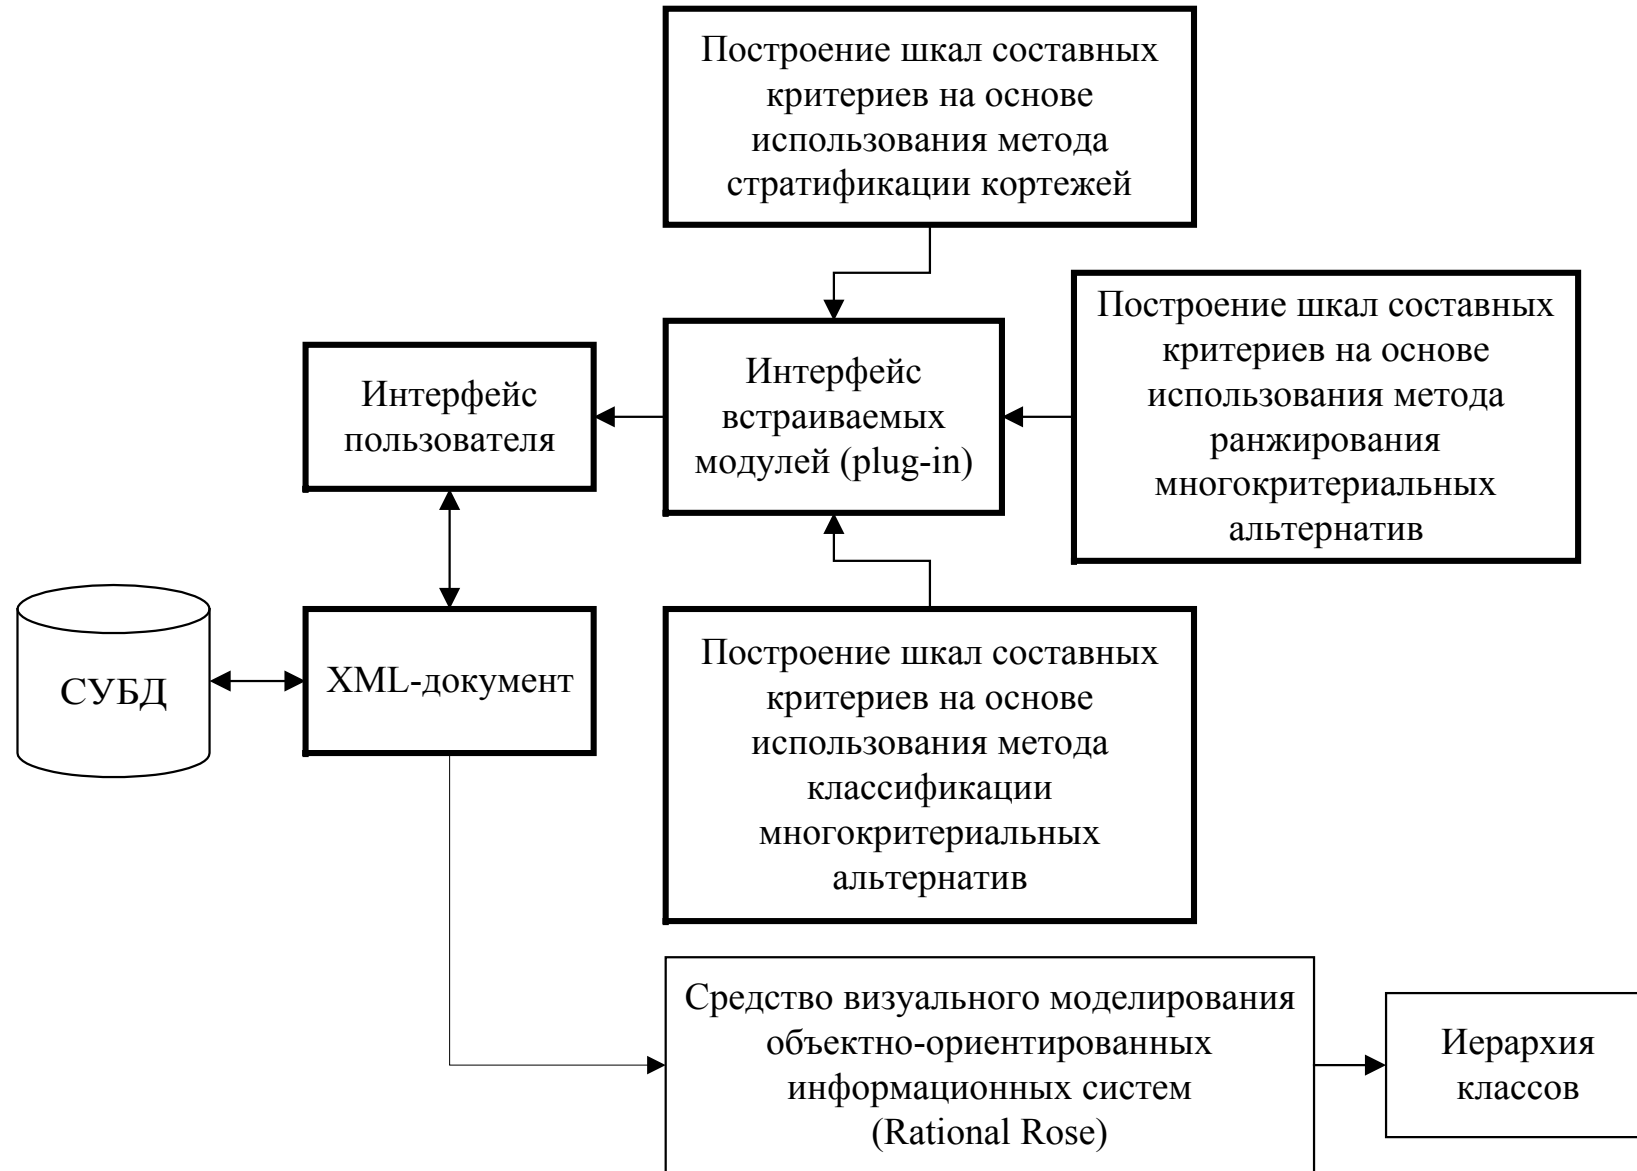 Построение шкал составных
критериев на основе
использования метода
стратификации кортежей
Построение шкал составных
критериев на основе
использования метода
ранжирования
многокритериальных
альтернатив
Интерфейс
встраиваемых
модулей (plug-in)
Интерфейс
пользователя
СУБД
XML-документ
Построение шкал составных
критериев на основе
использования метода
классификации
многокритериальных
альтернатив
Средство визуального моделирования
объектно-ориентированных
информационных систем
(Rational Rose)
Иерархия
классов